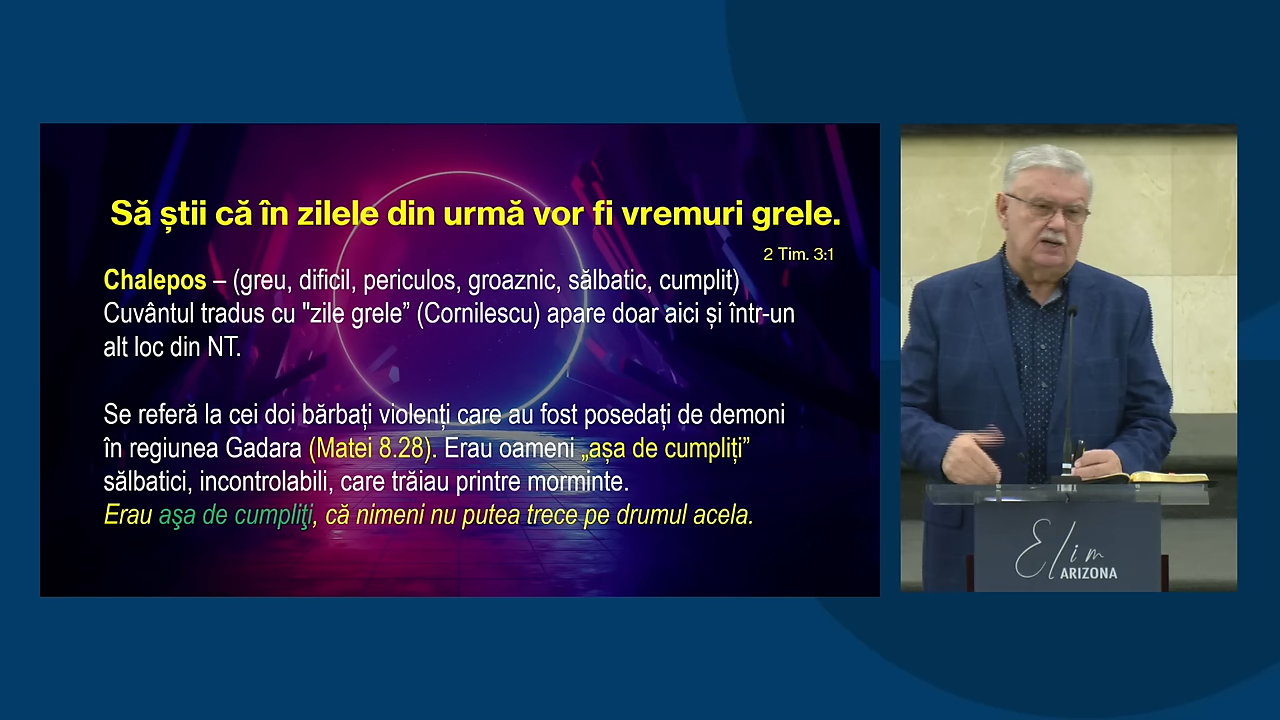 Să știi că în zilele din urmă vor fi vremuri grele.
2 Tim. 3:1
Chalepos – (greu, dificil, periculos, groaznic, sălbatic, cumplit)
Cuvântul tradus cu "zile grele” (Cornilescu) apare doar aici și într-un
alt loc din NT.
Se referă la cei doi bărbați violenți care au fost posedați de demoni
în regiunea Gadara (Matei 8.28). Erau oameni „așa de cumpliți”
sălbatici, incontrolabili, care trăiau printre morminte.
Erau aşa de cumpliţi, că nimeni nu putea trece pe drumul acela.
Elim
ARIZONA